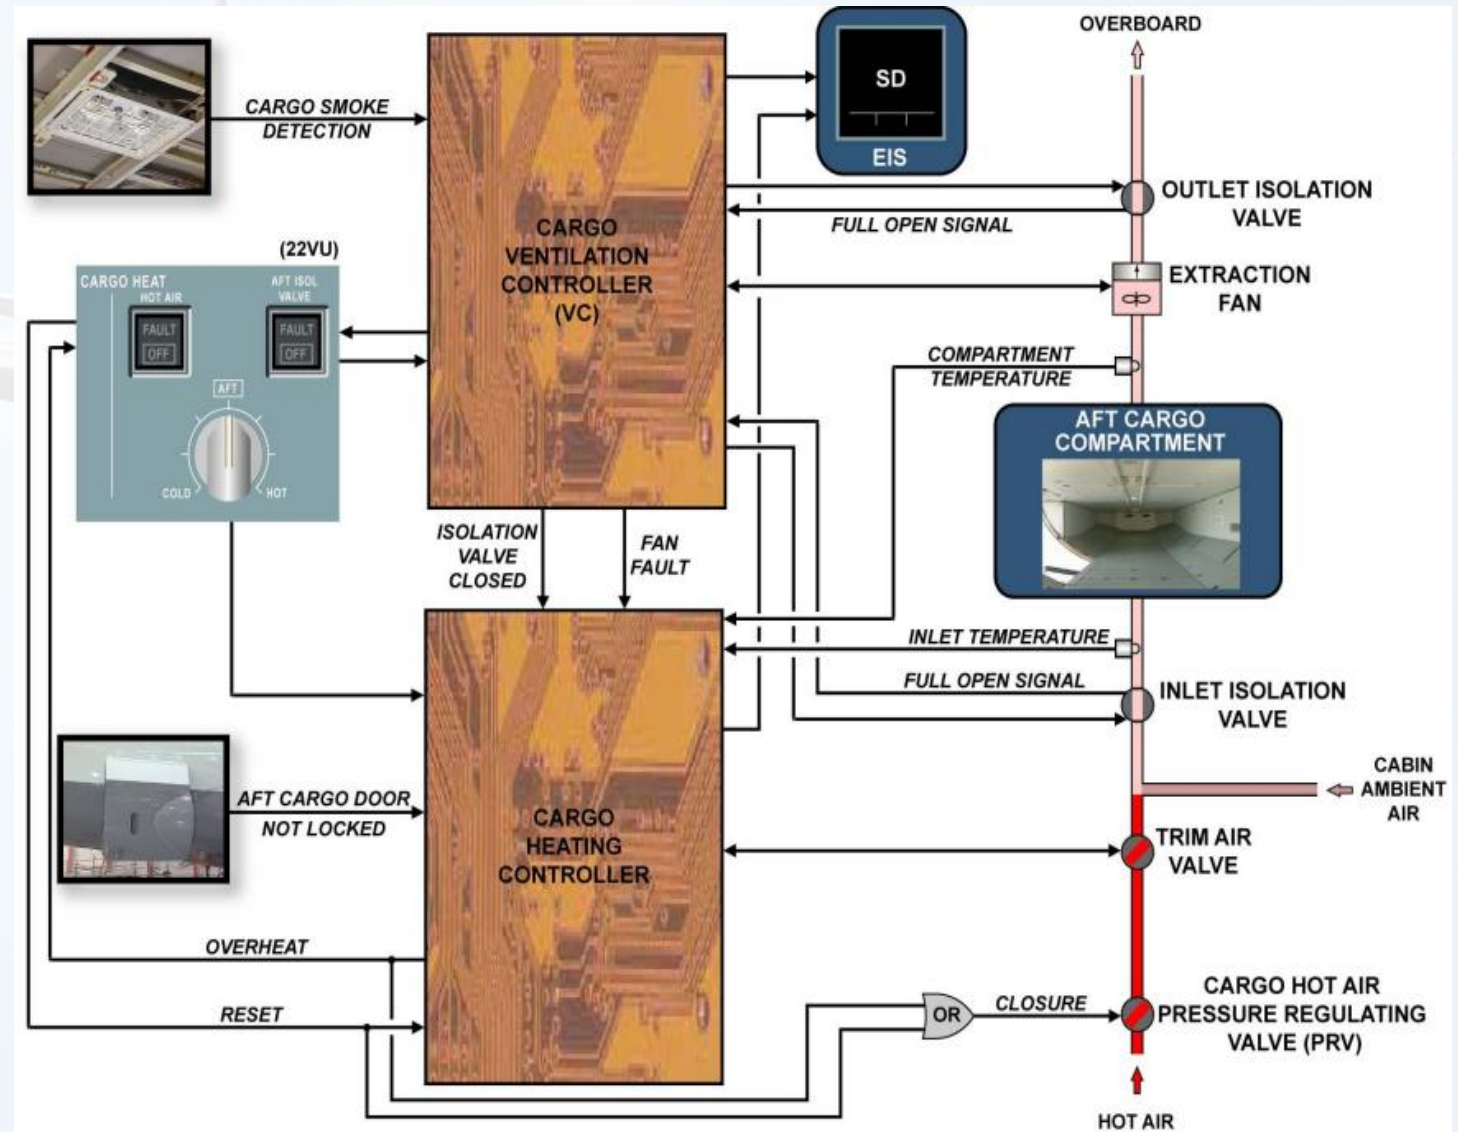 OVERBOARD
SD
EIS
CARGO SMOKE
DETECTION
CARGO
VENTILATION
CONTROLLER
(VC)
OUTLET ISOLATION
VALVE
FULL OPEN SIGNAL
(22VU)
CARGO HEAT
HOT AIR
AFT ISOL
VALVE
FAULT
OFF
FAULT
OFF
AFT
COLD
HOT
EXTRACTION
FAN
COMPARTMENT
TEMPERATURE
AFT CARGO
COMPARTMENT
ISOLATION
VALVE
CLOSED
FAN
FAULT
INLET TEMPERATURE
FULL OPEN SIGNAL
INLET ISOLATION
VALVE
CABIN
AMBIENT
AIR
AFT CARGO DOOR
NOT LOCKED
CARGO
HEATING
CONTROLLER
TRIM AIR
VALVE
OVERHEAT
RESET
OR
CLOSURE
CARGO HOT AIR
PRESSURE REGULATING
VALVE (PRV)
HOT AIR